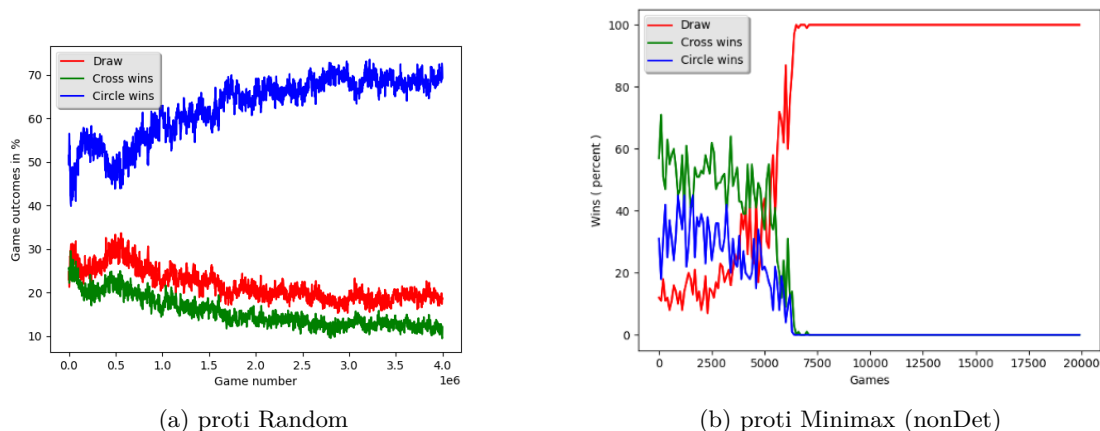 Draw
Cross wins
Circle wins
70
60
50
40
30
20
10
Game outcomes in %
0.0 0.5 1.0 1.5 2.0 2.5 3.0 3.5 4.0
1e6
Game number
(a) proti Random
Draw
Cross wins
Circle wins
100
80
60
40
20
0
Wins ( percent )
0 2500 5000 7500 10000 12500 15000 17500 20000
Games
(b) proti Minimax (nonDet)